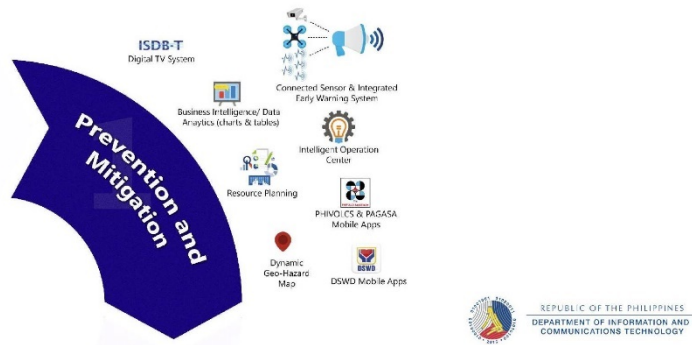 ISDB-T
Digital TV System
Connected Sensor & Integrated
Early Warning System
Business Intelligence/ Data
Anaytics (charts & tables)
Intelligent Operation
Center
Prevention and
Mitigation
Resource Planning
PHIVOLCS & PAGASA
Mobile Apps
Dynamic
Geo-Hazard
Map
DSWD
DSWD Mobile Apps
REPUBLIC OF THE PHILIPPINES
DEPARTMENT OF INFORMATION AND
COMMUNICATIONS TECHNOLOGY